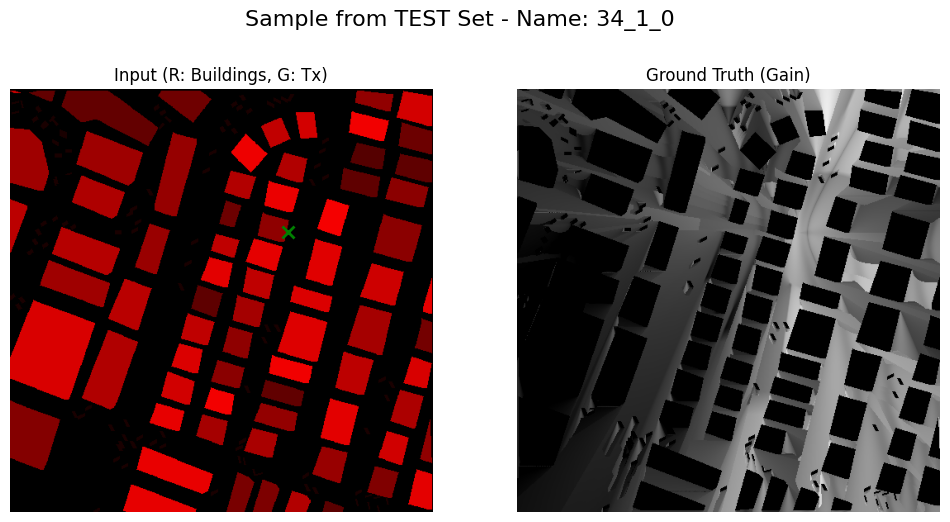 Sample from TEST Set - Name: 34_1_0
Input (R: Buildings, G: Tx)
Ground Truth (Gain)